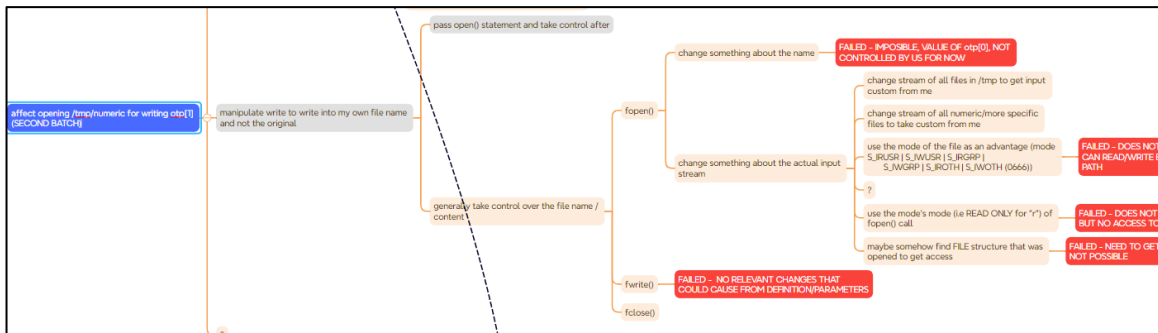 pass open() statement and take control after
change something about the name
FAILED - IMPOSIBLE, VALUE OF otp[0], NOT
CONTROLLED BY US FOR NOW
affect opening /tmp/numeric for writing otp[1]
(SECOND BATCH)
manipulate write to write into my own file name
and not the original
fopen()
change stream of all files in /tmp to get input
custom from me
change stream of all numeric/more specific
files to take custom from me
change something about the actual input
stream
use the mode of the file as an advantage (mode
S_IRUSR | S_IWUSR | S_IRGRP |
S_IWGRP | S_IROTH | S_IWOTH (0666))
FAILED - DOES NOT
CAN READ/WRITE
PATH
?
generally take control over the file name /
content
use the mode's mode (i.e READ ONLY for "r") of
fopen() call
FAILED - DOES NOT
BUT NO ACCESS TO
maybe somehow find FILE structure that was
opened to get access
FAILED - NEED TO GET
NOT POSSIBLE
fwrite()
FAILED - NO RELEVANT CHANGES THAT
COULD CAUSE FROM DEFINITION/PARAMETERS
fclose()